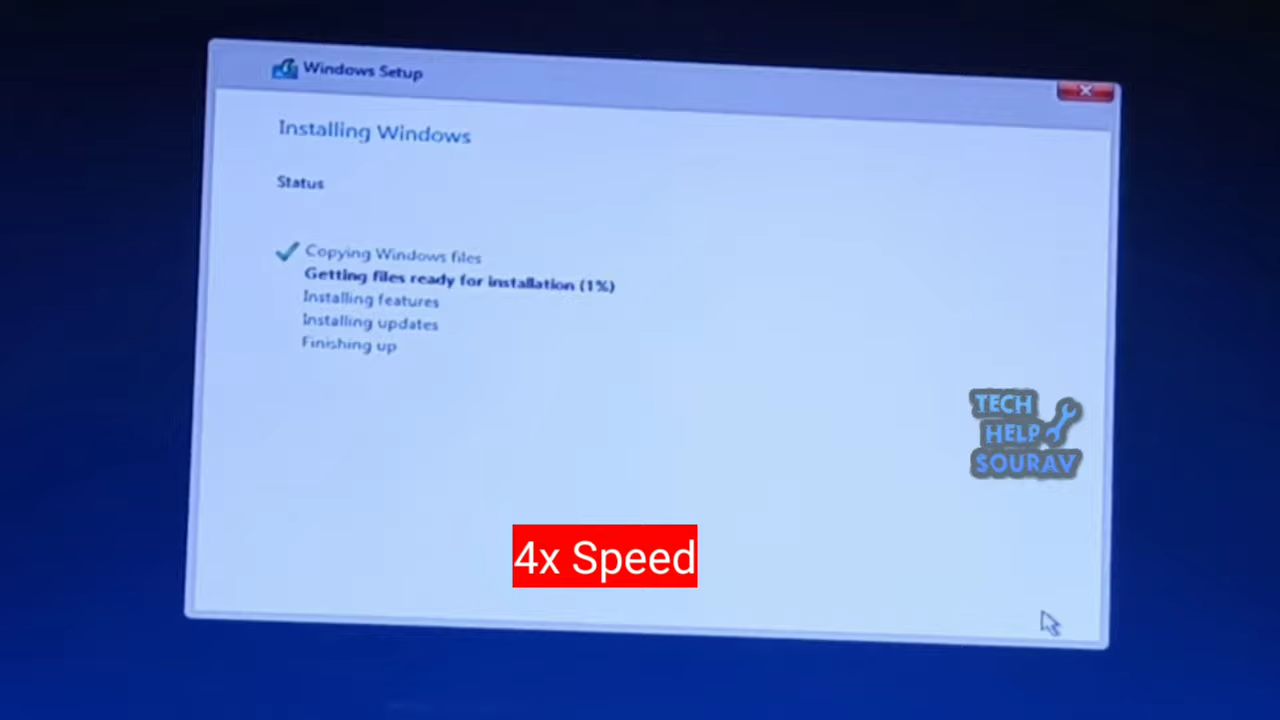 Windows Setup
Installing Windows
Status
Copying Windows files
Getting files ready for installation (1%)
Installing features
Installing updates
Finishing up
TECH
HELP
SOURAV
4x Speed